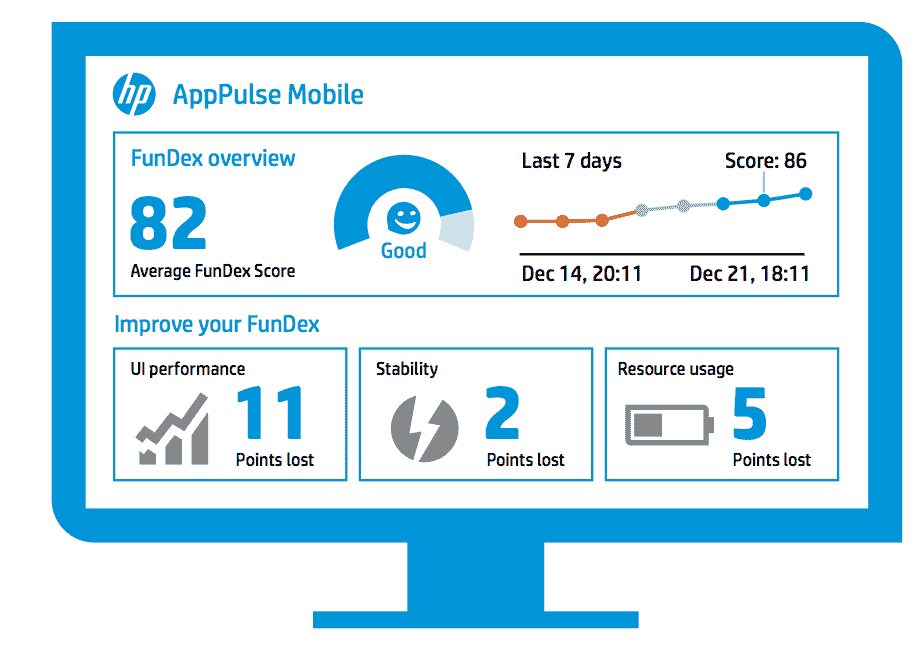 hp AppPulse Mobile
FunDex overview
82
Average FunDex Score
Good
Last 7 days Score: 86
Dec 14, 20:11 Dec 21, 18:11
Improve your FunDex
UI performance
11
Points lost
Stability
2
Points lost
Resource usage
5
Points lost